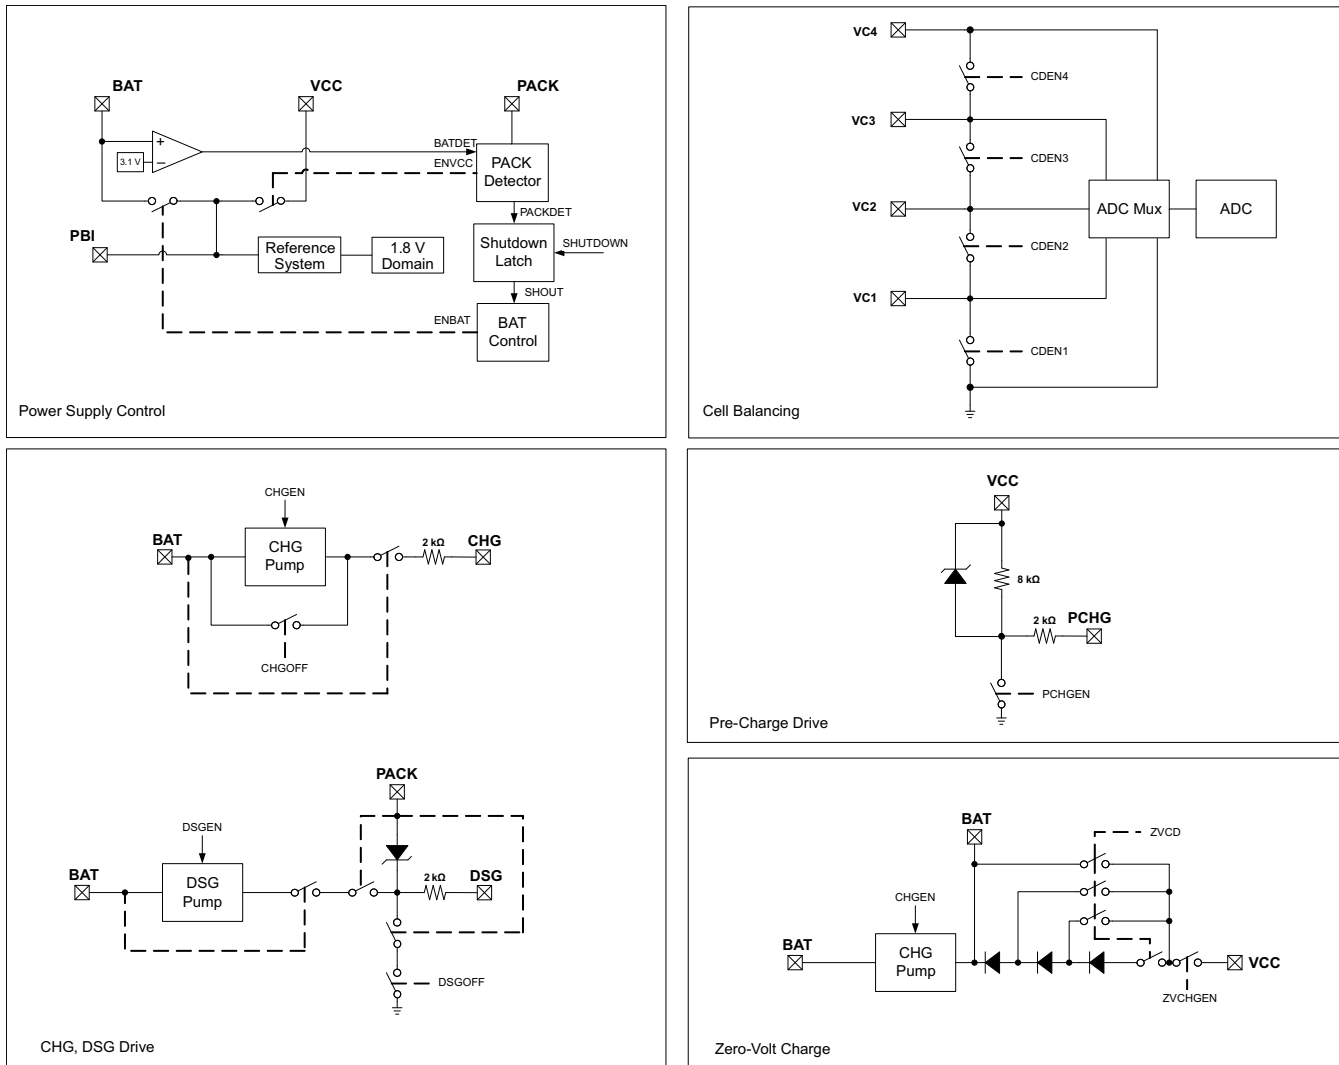 BAT
VCC
PACK
3.1 V
+
−
BATDET
ENVCC
PACK
Detector
PACKDET
PBI
Reference
System
1.8 V
Domain
Shutdown
Latch
SHUTDOWN
SHOUT
ENBAT
BAT
Control
Power Supply Control
VC4
CDEN4
VC3
CDEN3
VC2
ADC Mux
ADC
CDEN2
VC1
CDEN1
Cell Balancing
CHGEN
BAT
CHG
Pump
2 kΩ
CHG
CHGOFF
PACK
DSGEN
BAT
DSG
Pump
2 kΩ
DSG
DSGOFF
CHG, DSG Drive
VCC
8 kΩ
2 kΩ
PCHG
PCHGEN
Pre-Charge Drive
BAT
ZVCD
CHGEN
BAT
CHG
Pump
VCC
ZVCHGEN
Zero-Volt Charge